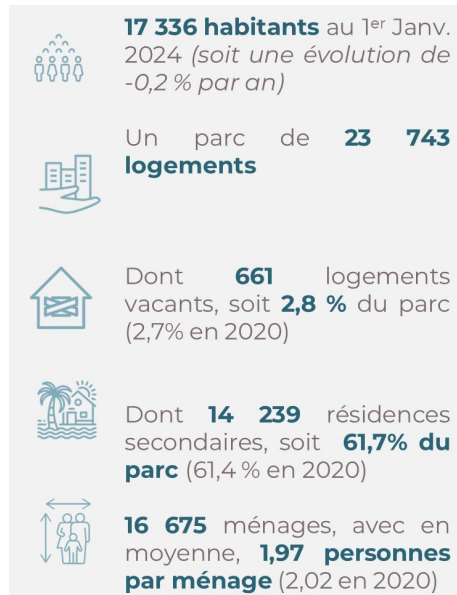 17 336 habitants au 1er Janv.
2024 (soit une évolution de
-0,2 % par an)
Un parc de 23 743
logements
Dont 661 logements
vacants, soit 2,8 % du parc
(2,7% en 2020)
Dont 14 239 résidences
secondaires, soit 61,7% du
parc (61,4 % en 2020)
16 675 ménages, avec en
moyenne, 1,97 personnes
par ménage (2,02 en 2020)